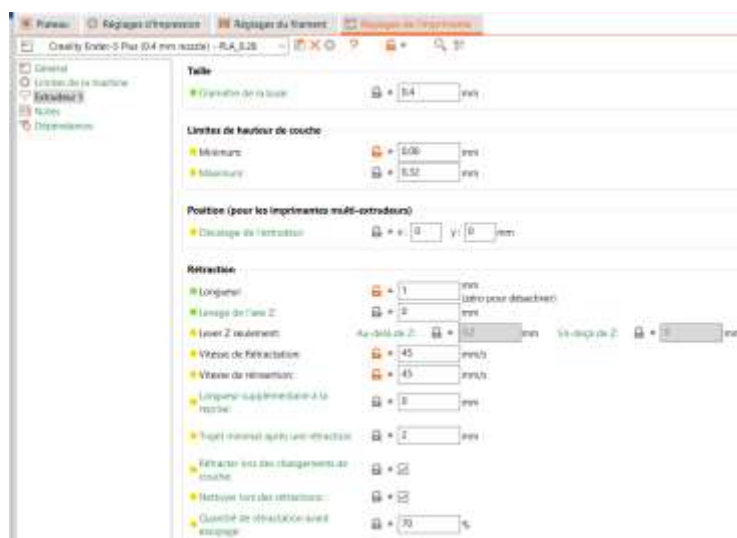 Plateau Réglages d'Impression Réglages du filament Réglages de l'imprimante
Creality Ender-5 Plus (0.4 mm nozzle) - PLA_0.28
Général
Limites de la machine
Extrudeur 1
Notes
Dépendances
Taille
Diamètre de la buse: 0.4 mm
Limites de hauteur de couche
Minimum: 0.08 mm
Maximum: 0.32 mm
Position (pour les imprimantes multi-extrudeurs)
Décalage de l'extrudeur: x: 0 y: 0 mm
Rétraction
Longueur: 1 mm
(zéro pour désactiver)
Levage de l'axe Z: 0 mm
Lever Z seulement: Au-delà de Z: mm En-deçà de Z: 0 mm
Vitesse de Rétractation: 45 mm/s
Vitesse de réinsertion: 45 mm/s
Longueur supplémentaire à la
reprise: 0 mm
Trajet minimal après une rétraction: 2 mm
Rétracter lors des changements de
couche:
Nettoyer lors des rétractions:
Quantité de rétractation avant
essuyage: 70 %